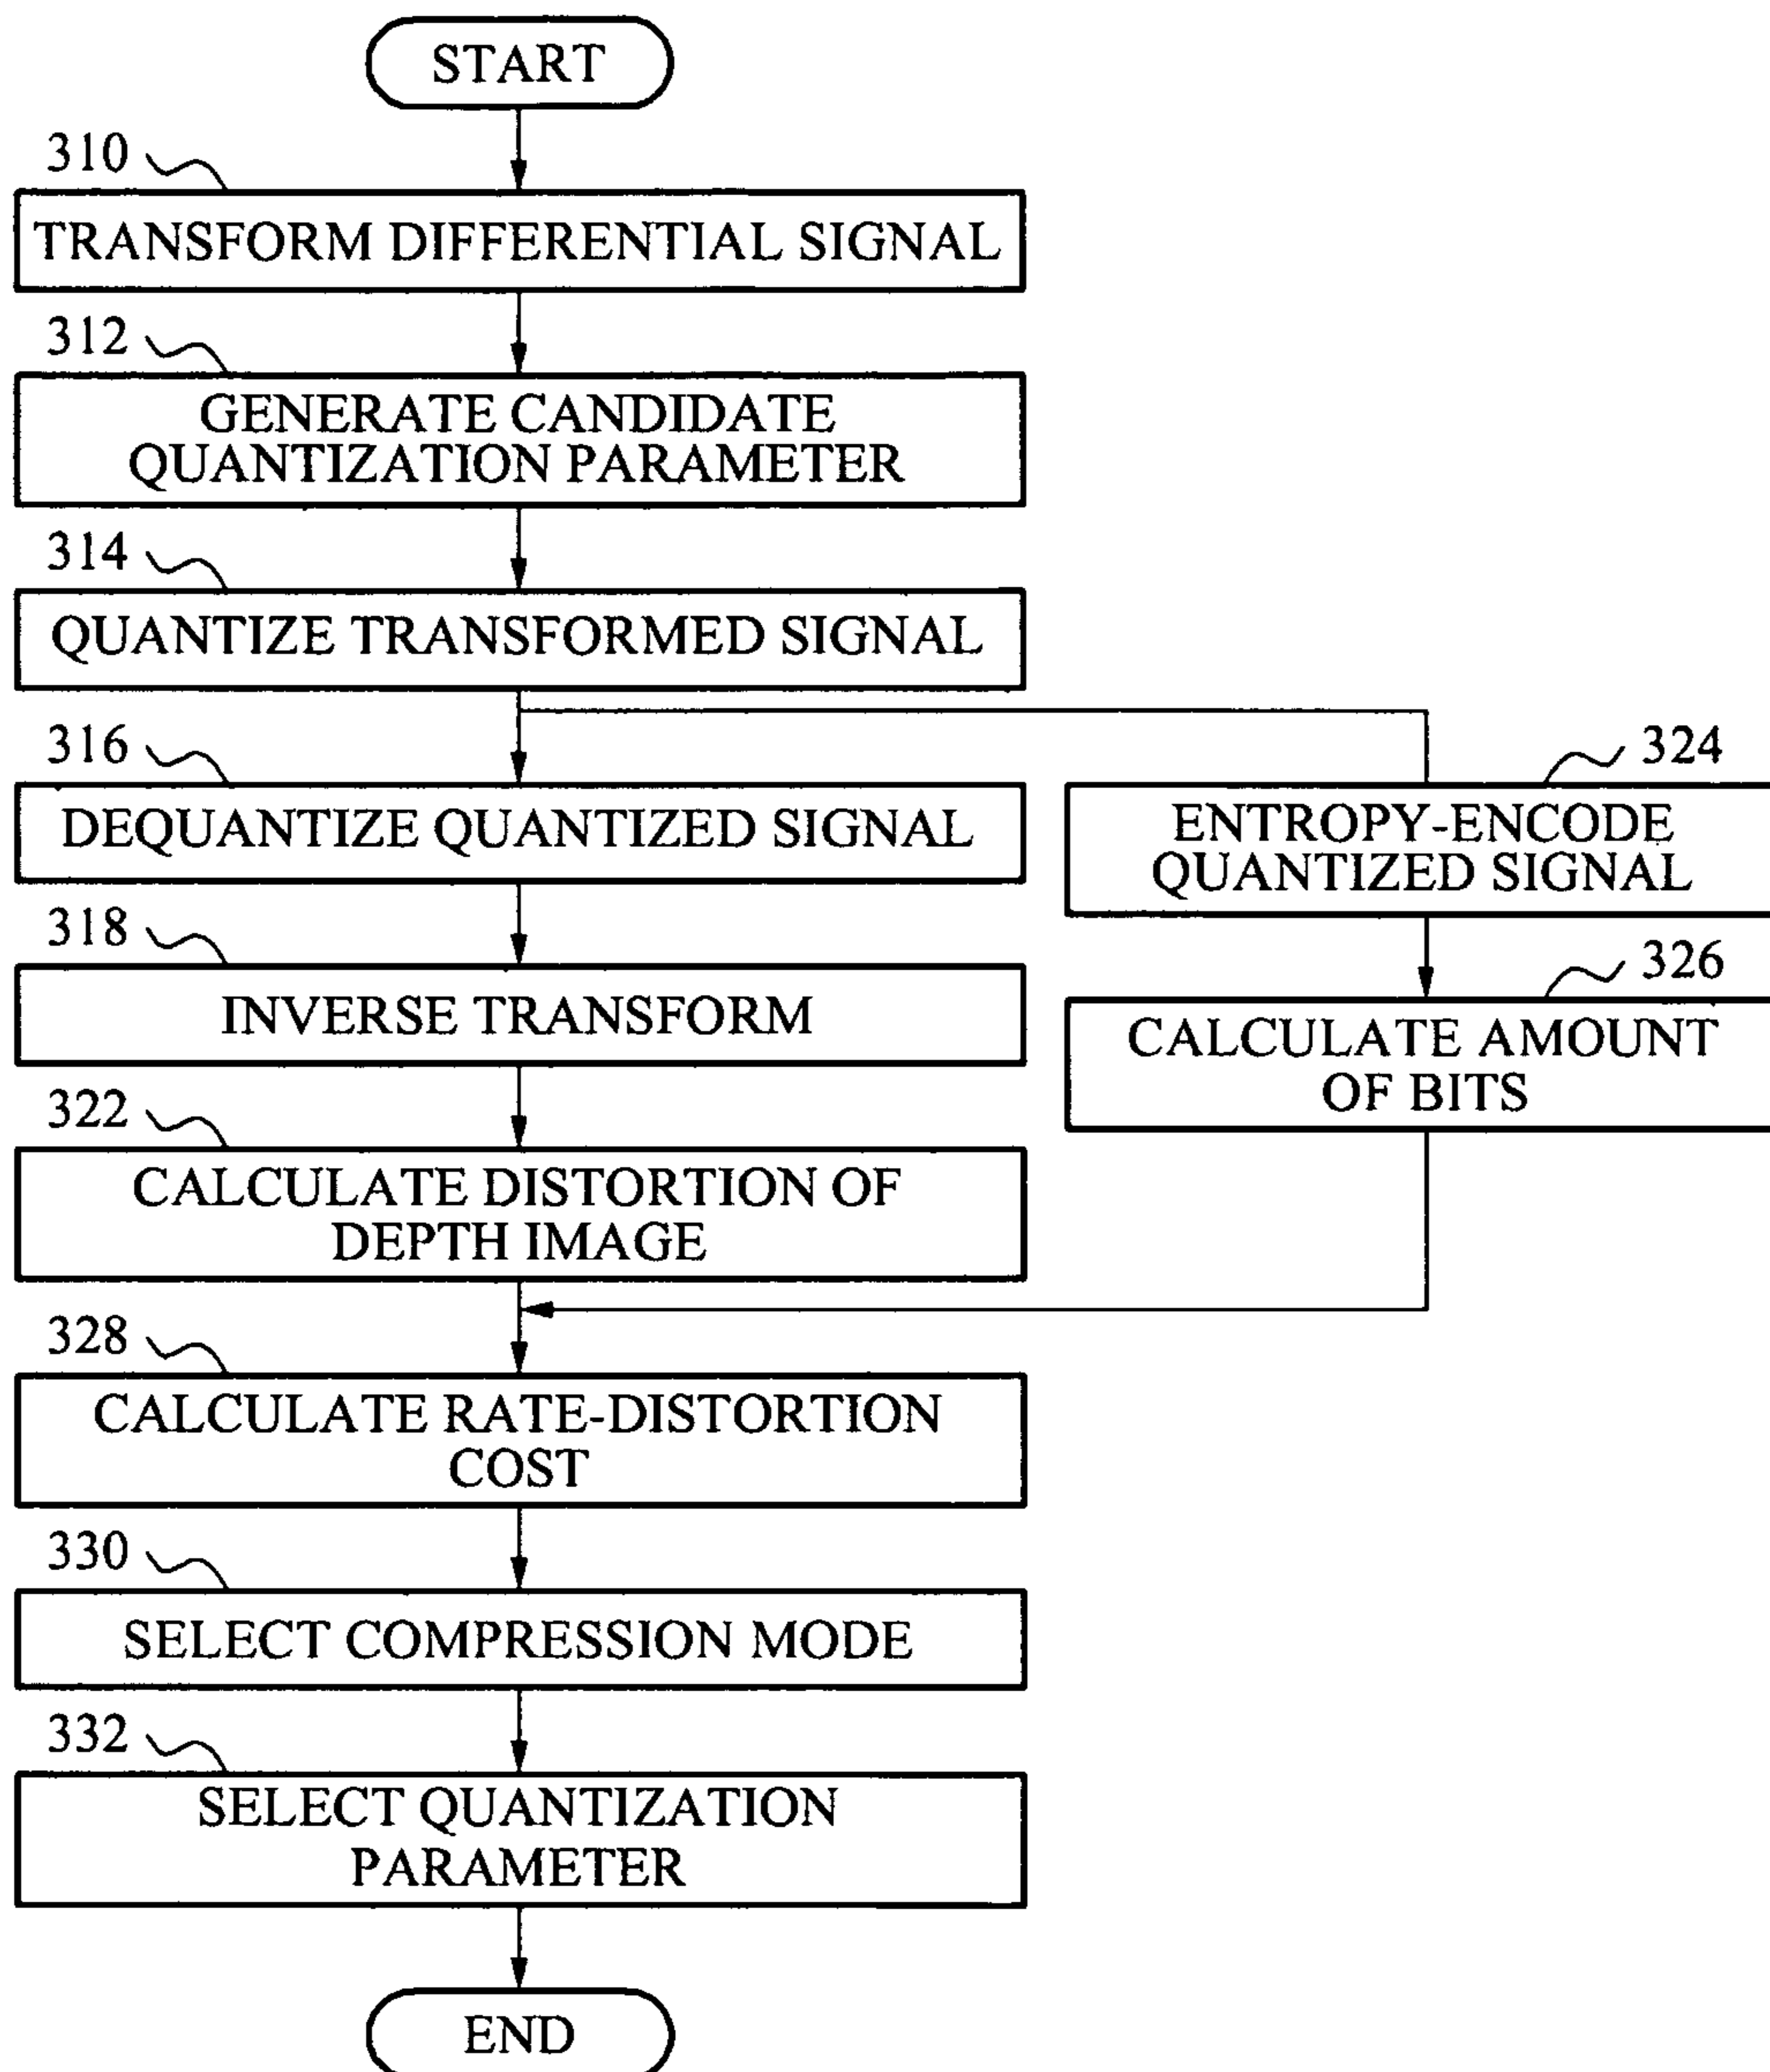 START
310
TRANSFORM DIFFERENTIAL SIGNAL
312
GENERATE CANDIDATE
QUANTIZATION PARAMETER
314
QUANTIZE TRANSFORMED SIGNAL
316
DEQUANTIZE QUANTIZED SIGNAL
324
ENTROPY-ENCODE
QUANTIZED SIGNAL
318
INVERSE TRANSFORM
326
CALCULATE AMOUNT
OF BITS
322
CALCULATE DISTORTION OF
DEPTH IMAGE
328
CALCULATE RATE-DISTORTION
COST
330
SELECT COMPRESSION MODE
332
SELECT QUANTIZATION
PARAMETER
END